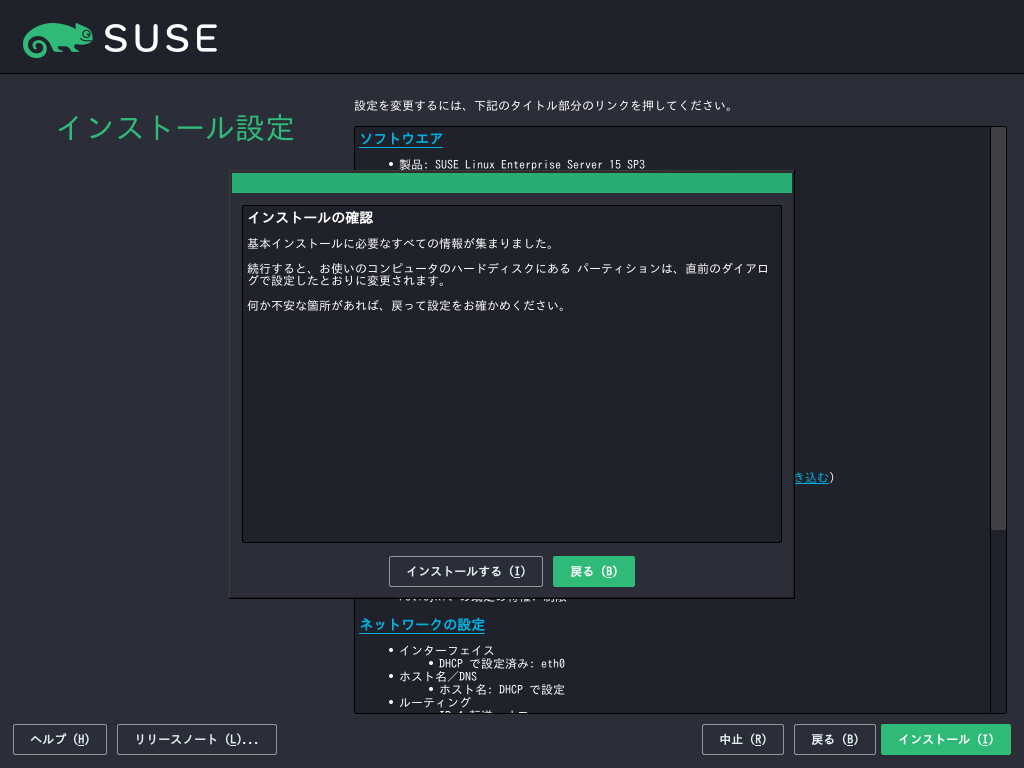 SUSE
インストール設定
設定を変更するには、下記のタイトル部分のリンクを押してください。
ソフトウエア
• 製品: SUSE Linux Enterprise Server 15 SP3
インストールの確認
基本インストールに必要なすべての情報が集まりました。
続行すると、お使いのコンピュータのハードディスクにある パーティションは、直前のダイアロ
グで設定したとおりに変更されます。
何か不安な箇所があれば、戻って設定をお確かめください。
き込む)
インストールする (I)
戻る (B)
ネットワークの設定
• インターフェイス
• DHCP で設定済み: eth0
• ホスト名／DNS
• ホスト名: DHCP で設定
• ルーティング
ヘルプ (H)
リリースノート (L)...
中止 (R)
戻る (B)
インストール (I)